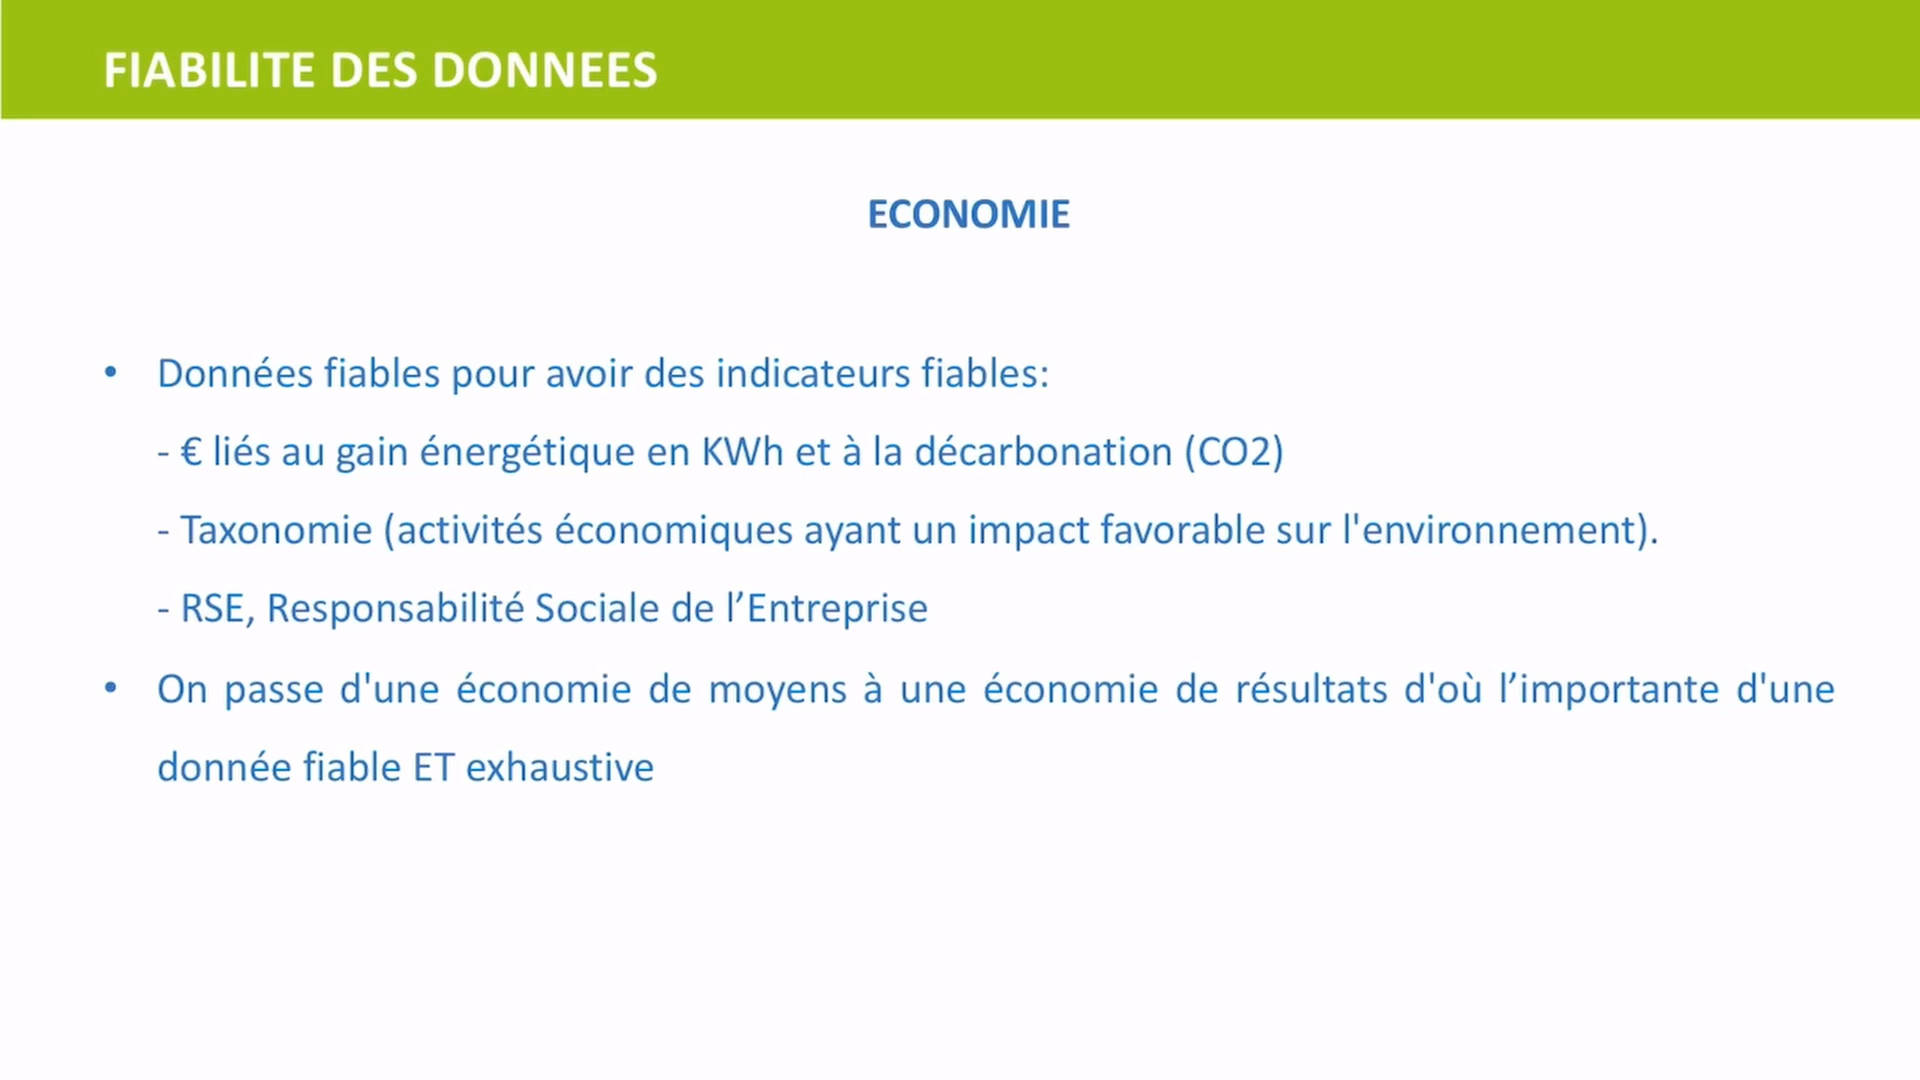 FIABILITE DES DONNEES
ECONOMIE
• Données fiables pour avoir des indicateurs fiables:
- € liés au gain énergétique en KWh et à la décarbonation (CO2)
- Taxonomie (activités économiques ayant un impact favorable sur l'environnement).
- RSE, Responsabilité Sociale de l’Entreprise
• On passe d'une économie de moyens à une économie de résultats d'où l’importante d'une
donnée fiable ET exhaustive